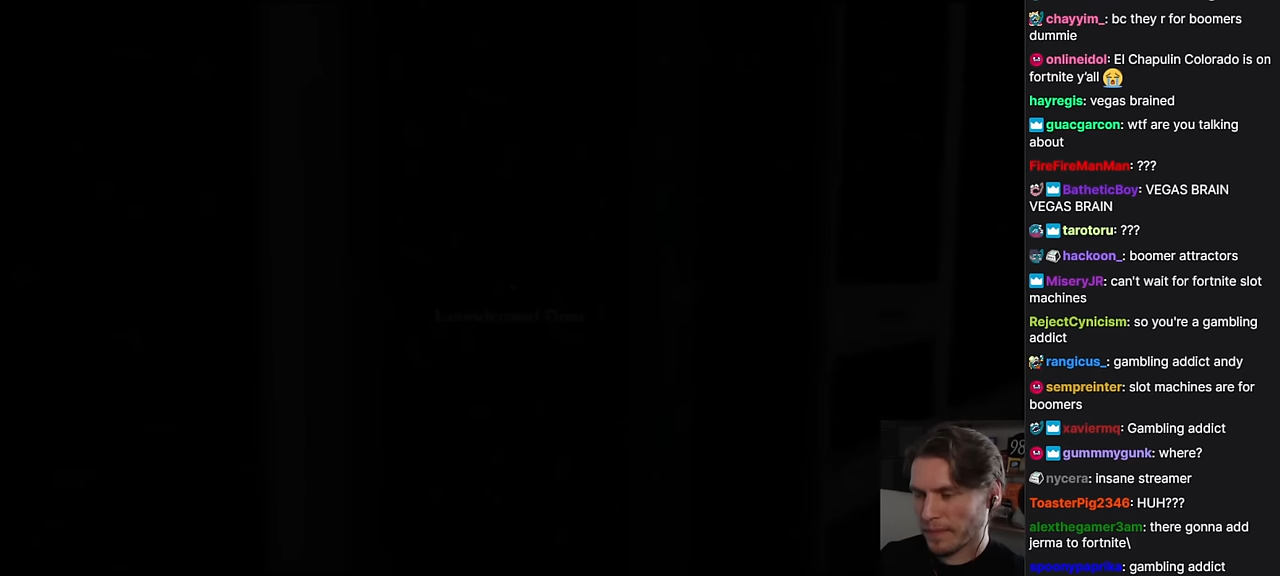 chayyim_: bc they r for boomers
dummie
onlineidol: El Chapulin Colorado is on
fortnite y'all 😭
hayregis: vegas brained
guacgarcon: wtf are you talking
about
FireFireManMan: ???
BatheticBoy: VEGAS BRAIN
VEGAS BRAIN
tarotoru: ???
hackoon_: boomer attractors
MiseryJR: can't wait for fortnite slot
machines
RejectCynicism: so you're a gambling
addict
rangicus_: gambling addict andy
sempreinter: slot machines are for
boomers
xaviermq: Gambling addict
gummmygunk: where?
nycera: insane streamer
ToasterPig2346: HUH???
alexthegamer3am: there gonna add
jerma to fortnite\
spoonypaprika: gambling addict
98